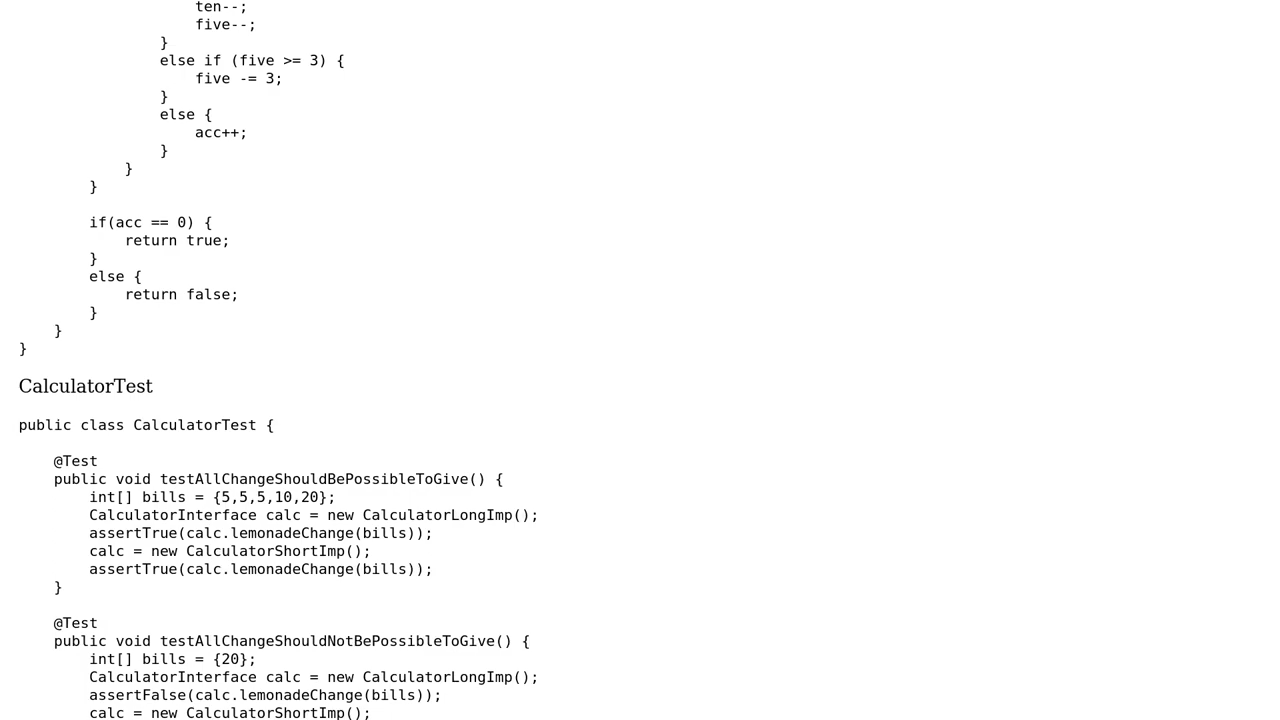 ten--;
five--;
}
else if (five >= 3) {
five -= 3;
}
else {
acc++;
}
}
}
if(acc == 0) {
return true;
}
else {
return false;
}
}
}
CalculatorTest
public class CalculatorTest {
@Test
public void testAllChangeShouldBePossibleToGive() {
int[] bills = {5,5,5,10,20};
CalculatorInterface calc = new CalculatorLongImp();
assertTrue(calc.lemonadeChange(bills));
calc = new CalculatorShortImp();
assertTrue(calc.lemonadeChange(bills));
}
@Test
public void testAllChangeShouldNotBePossibleToGive() {
int[] bills = {20};
CalculatorInterface calc = new CalculatorLongImp();
assertFalse(calc.lemonadeChange(bills));
calc = new CalculatorShortImp();